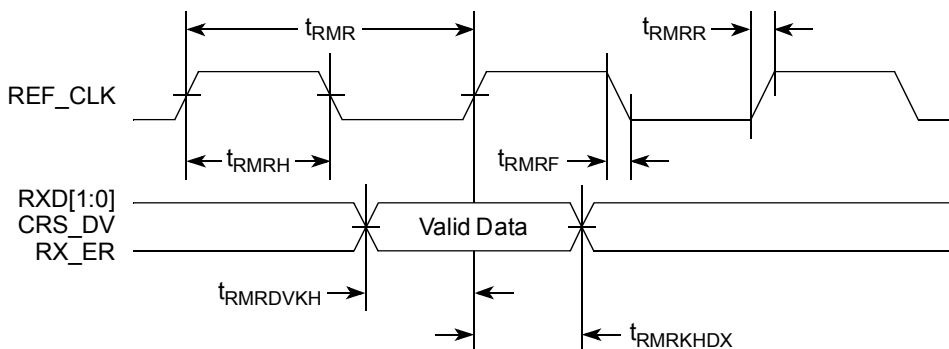 tRMR
tRMRR
REF_CLK
tRMRH
tRMRF
RXD[1:0]
CRS_DV
RX_ER
Valid Data
tRMRDVKH
tRMRKHDX